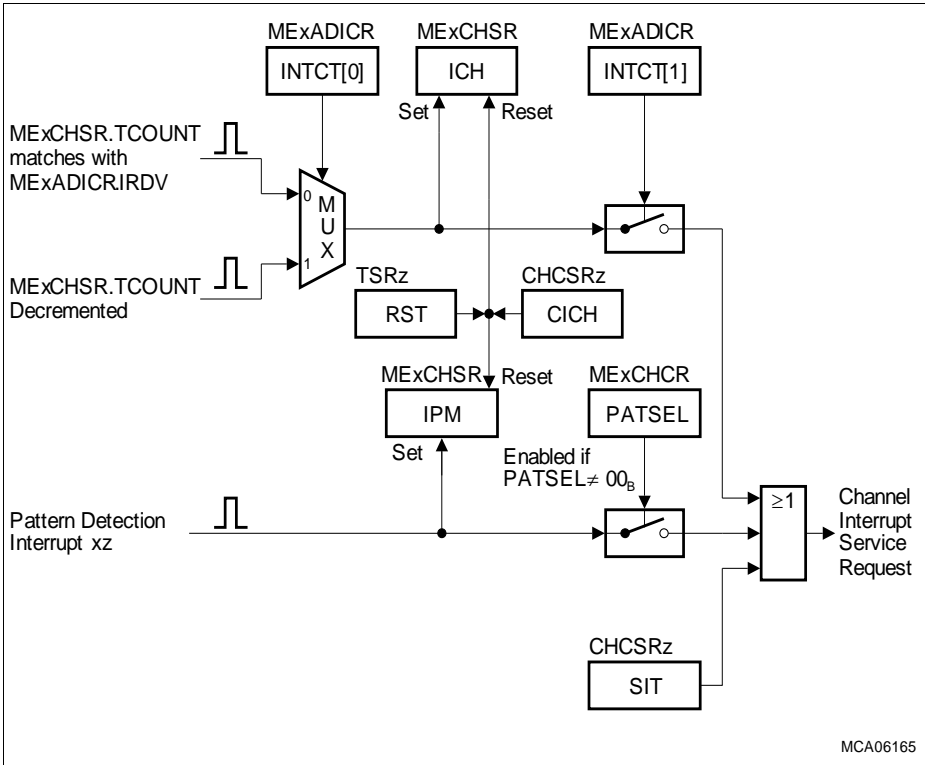 MExADICR
MExCHSR
MExADICR
INTCT[0]
ICH
INTCT[1]
Set
Reset
MExCHSR.TCOUNT
matches with
MExADICR.IRDV
0
M
U
X
1
MExCHSR.TCOUNT
Decremented
TSRz
CHCSRz
RST
CICH
MExCHSR
Reset
MExCHCR
IPM
PATSEL
Set
Enabled if
PATSEL≠ 00B
Pattern Detection
Interrupt xz
≥1
Channel
Interrupt
Service
Request
CHCSRz
SIT
MCA06165